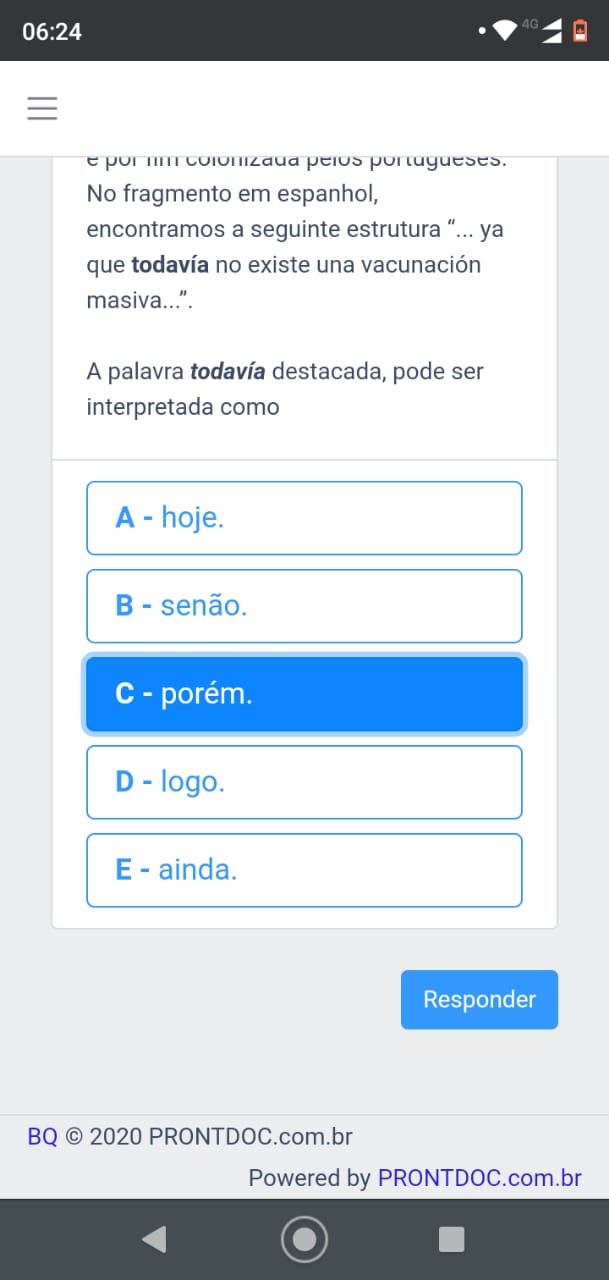 06:24
4G
e por fim colonizada pelos portugueses.
No fragmento em espanhol,
encontramos a seguinte estrutura “... ya
que todavía no existe una vacunación
masiva...”.
A palavra todavía destacada, pode ser
interpretada como
A - hoje.
B - senão.
C - porém.
D - logo.
E - ainda.
Responder
BQ © 2020 PRONTDOC.com.br
Powered by PRONTDOC.com.br